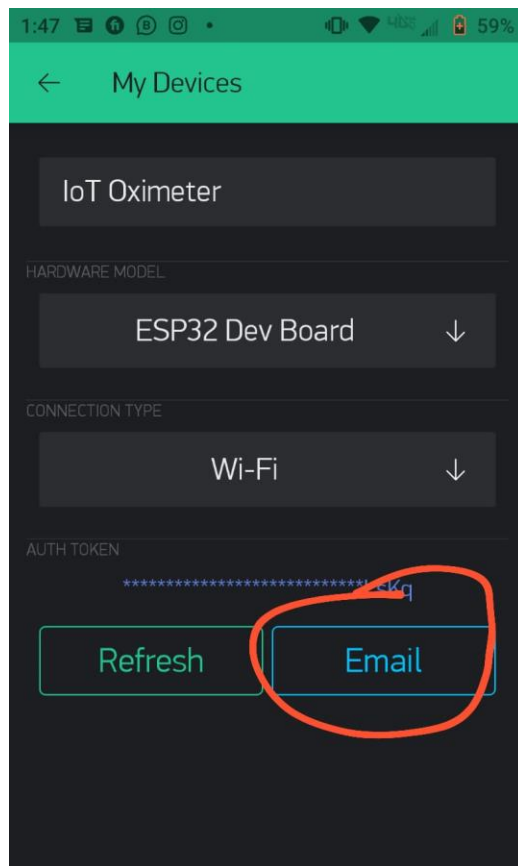 1:47 59%
My Devices
IoT Oximeter
HARDWARE MODEL
ESP32 Dev Board
CONNECTION TYPE
Wi-Fi
AUTH TOKEN
Refresh Email